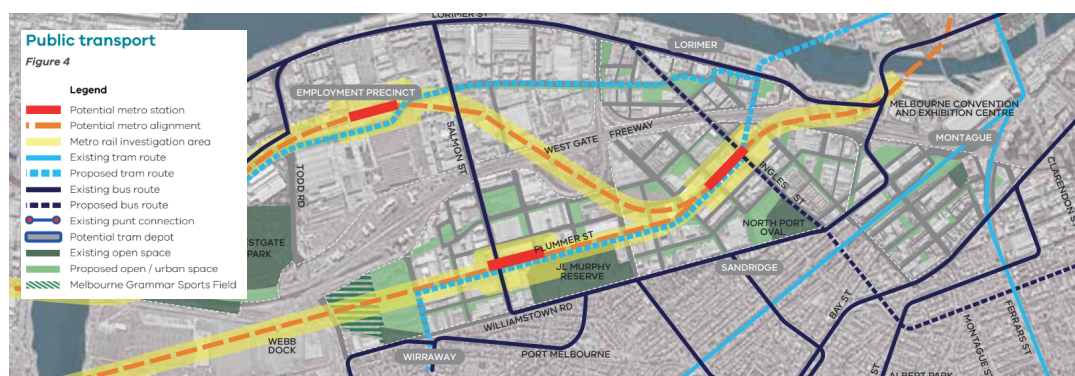 Public transport
Figure 4
Legend
Potential metro station
Potential metro alignment
Metro rail investigation area
Existing tram route
Proposed tram route
Existing bus route
Proposed bus route
Existing punt connection
Potential tram depot
Existing open space
Proposed open / urban space
Melbourne Grammar Sports Field
LORIMER ST
LORIMER
EMPLOYMENT PRECINCT
MELBOURNE CONVENTION
AND EXHIBITION CENTRE
SALMON ST
WEST GATE FREEWAY
MONTAGUE
TODD RD
INGLES ST
CLARENDON S
NORTH PORT
OVAL
STGATE
PARK
PLUMMER ST
JL MURPHY
RESERVE
SANDRIDGE
WILLIAMSTOWN RD
BAY ST
FERRARS ST
WEBB
DOCK
WIRRAWAY
PORT MELBOURNE
MONTAGUE ST
ST
ALBERT PARK